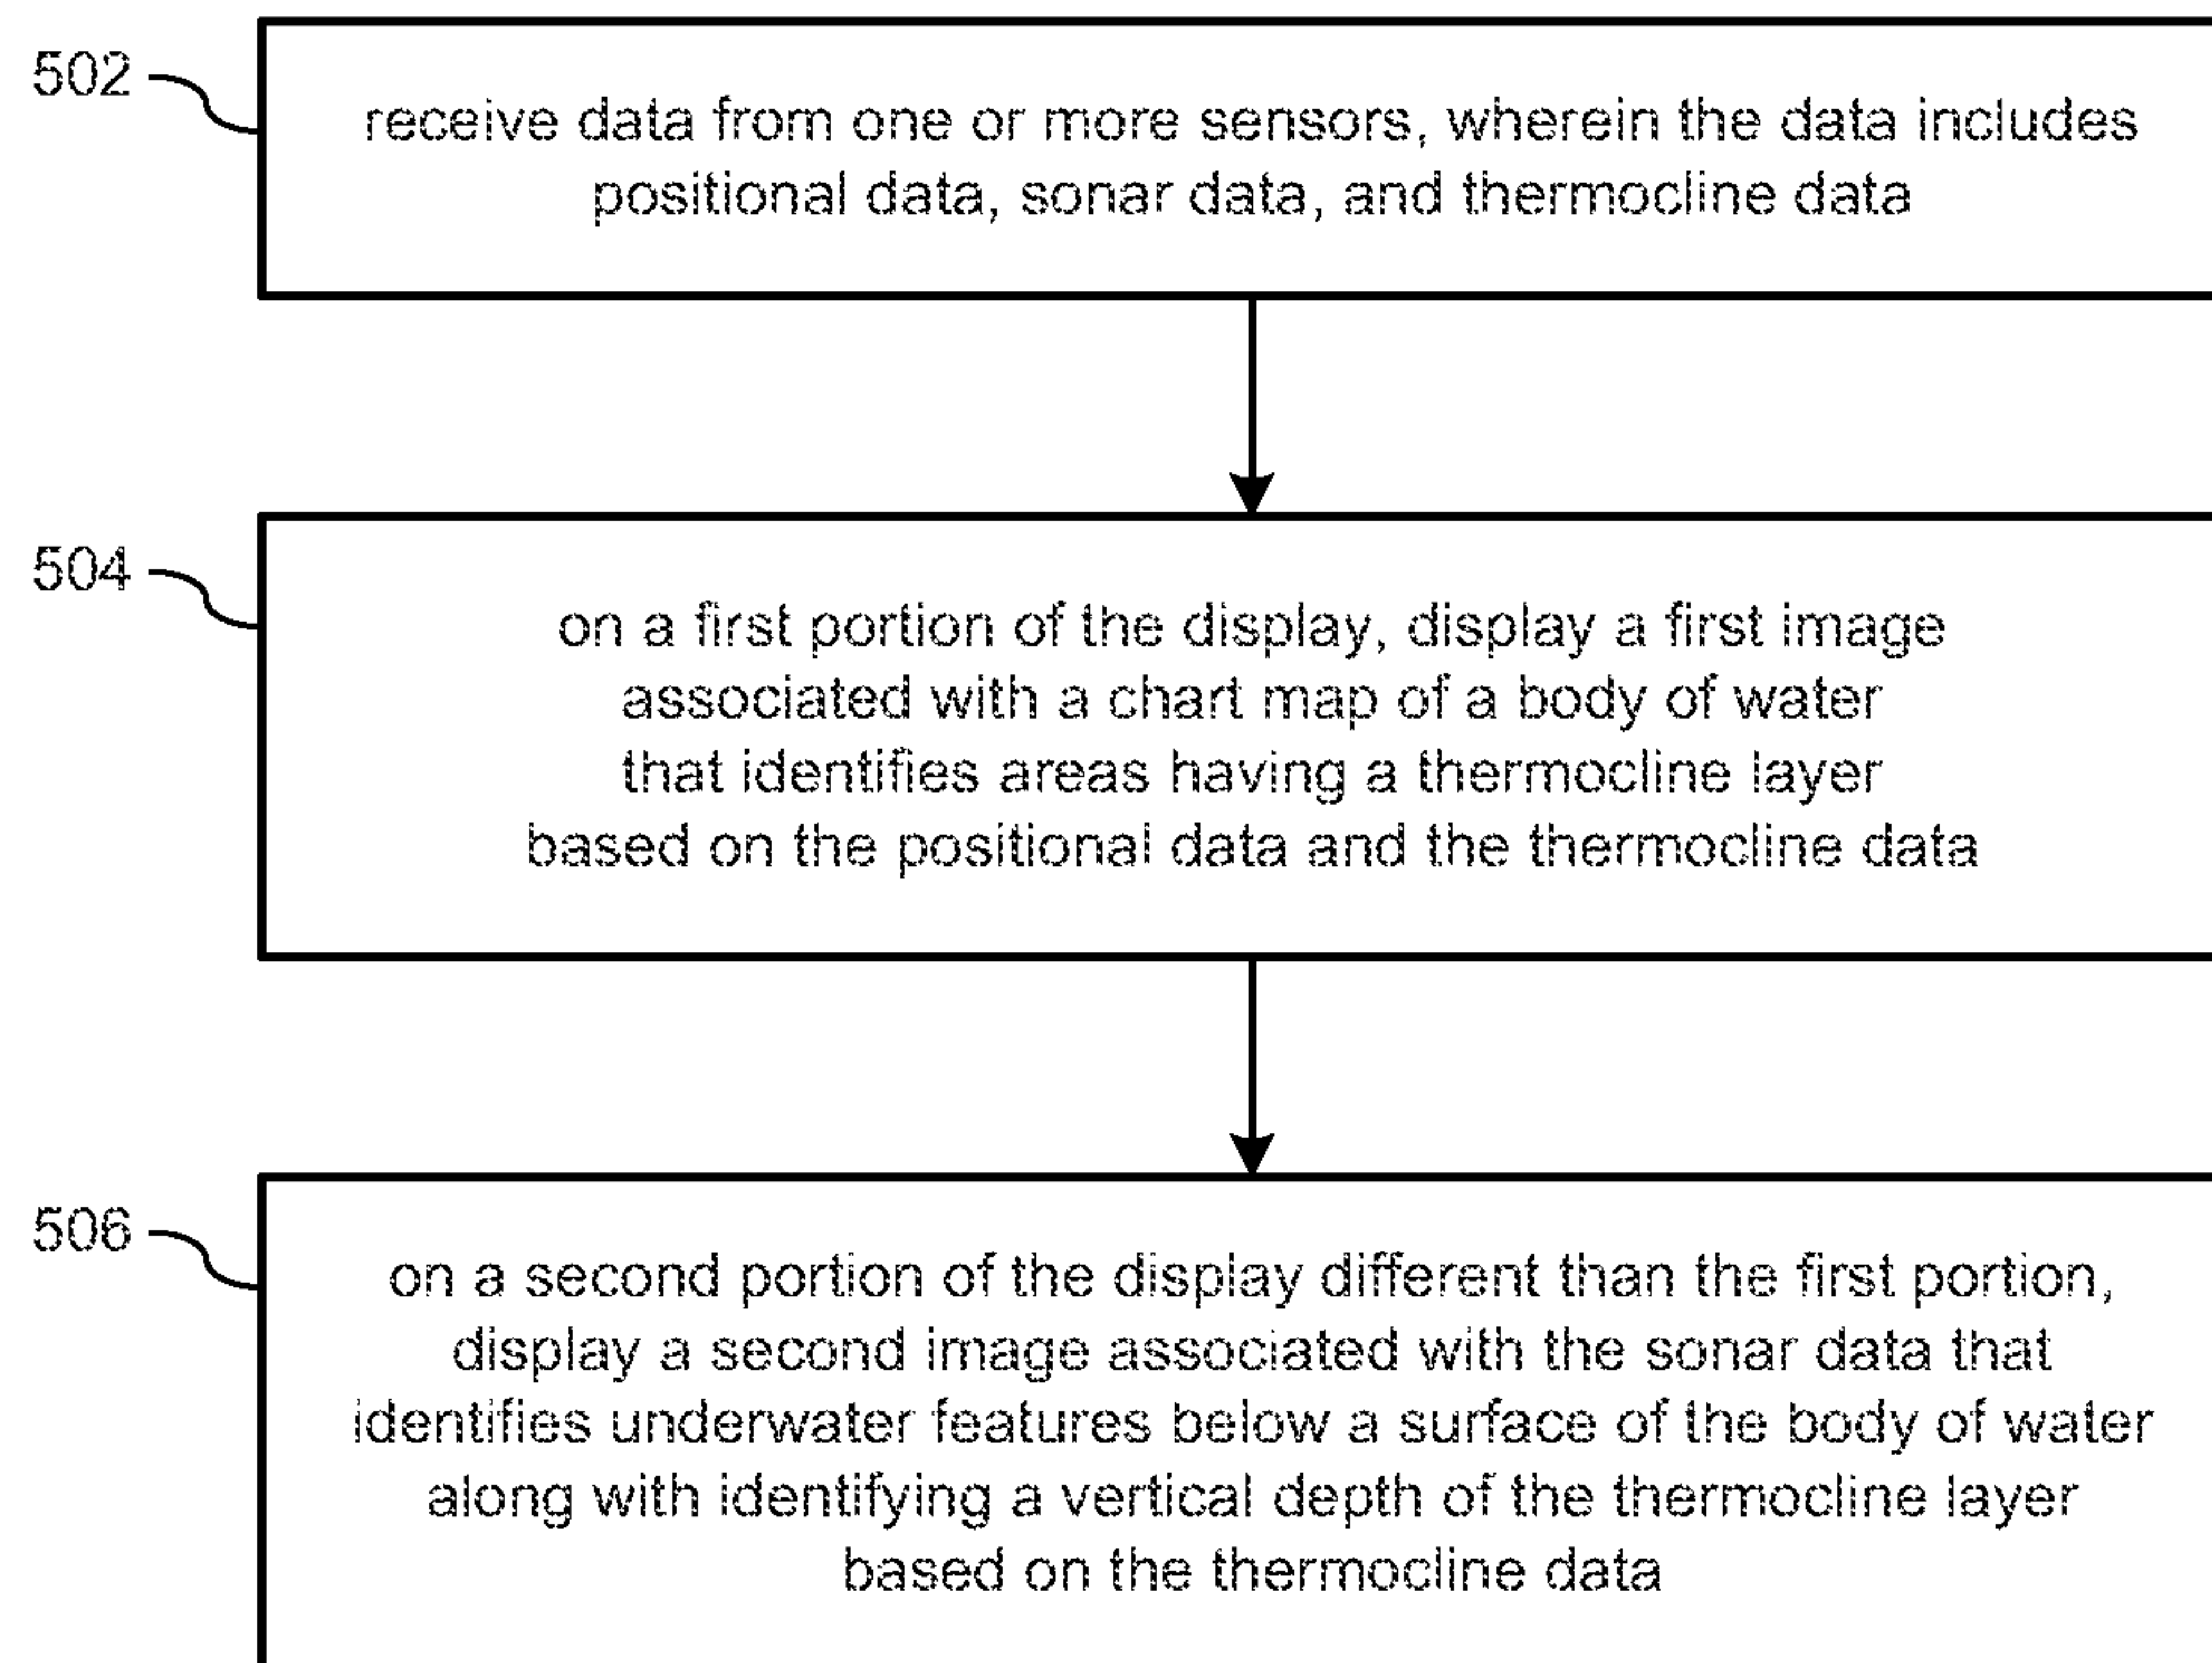 502
receive data from one or more sensors, wherein the data includes
positional data, sonar data, and thermocline data
504
on a first portion of the display, display a first image
associated with a chart map of a body of water
that identifies areas having a thermocline layer
based on the positional data and the thermocline data
506
on a second portion of the display different than the first portion,
display a second image associated with the sonar data that
identifies underwater features below a surface of the body of water
along with identifying a vertical depth of the thermocline layer
based on the thermocline data